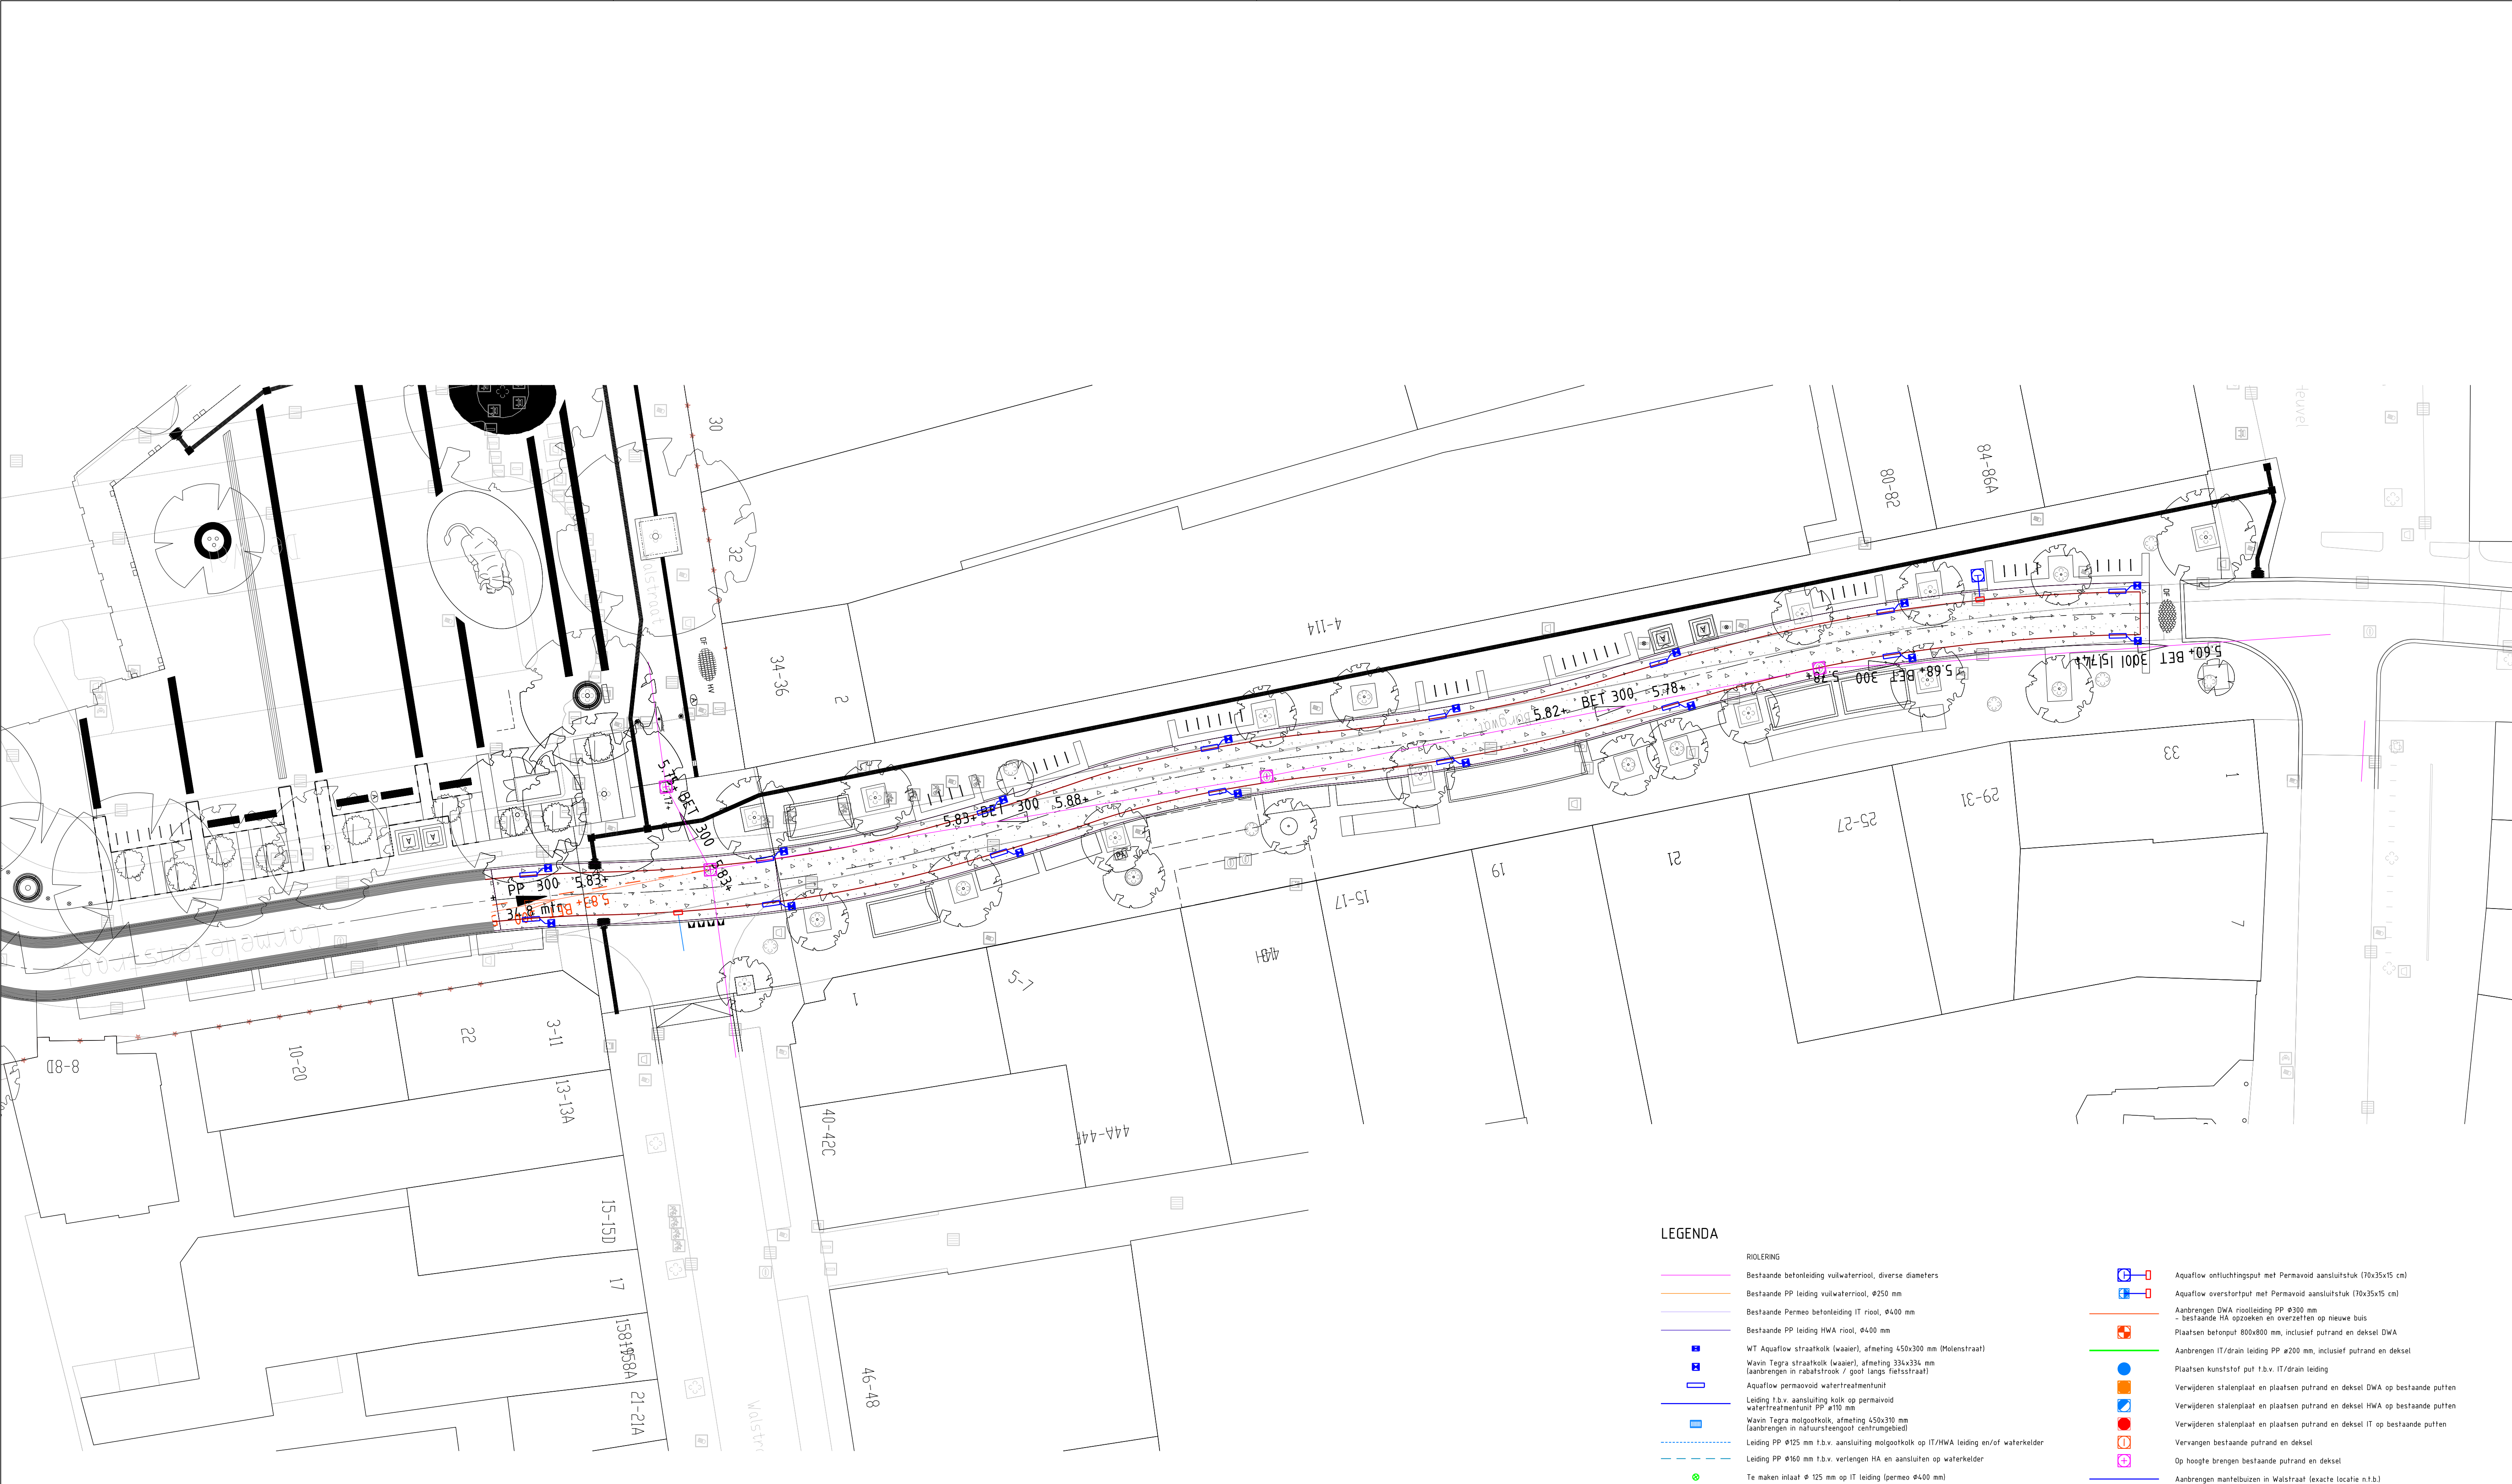 30
32
34-36
2
4-114
80-82
84-86A
Walstraat
DF
HV
5.75+ BET 300
5.83+
PP 300 5.83+
34.8 mtr
5.83+ BET 300 5.88+
5.82+ BET 300 5.78+
5.78+ BET 300 5.68+
5.60+ BET 300
DF
33
1
29-31
25-27
21
19
15-17
7
1
8-8D
10-20
22
3-11
13-13A
15-15D
17
21-21A
40-42C
44A-44F
46-48
LEGENDA
RIOLERING
Bestaande betonleiding vuilwaterriool, diverse diameters
Bestaande PP leiding vuilwaterriool, Ø250 mm
Bestaande Permeo betonleiding IT riool, Ø400 mm
Bestaande PP leiding HWA riool, Ø400 mm
WT Aquaflow straatkolk (waaier), afmeting 450x300 mm (Molenstraat)
Wavin Tegra straatkolk (waaier), afmeting 334x334 mm
(aanbrengen in rabatstrook / goot langs fietsstraat)
Aquaflow permaovoid watertreatmentunit
Leiding t.b.v. aansluiting kolk op permaivoid
watertreatmentunit PP ø110 mm
Wavin Tegra molgootkolk, afmeting 450x310 mm
(aanbrengen in natuursteengoot centrumgebied)
Leiding PP Ø125 mm t.b.v. aansluiting molgootkolk op IT/HWA leiding en/of waterkelder
Leiding PP Ø160 mm t.b.v. verlengen HA en aansluiten op waterkelder
Te maken inlaat Ø 125 mm op IT leiding (permeo Ø400 mm)
Aquaflow ontluchtingsput met Permavoid aansluitstuk (70x35x15 cm)
Aquaflow overstortput met Permavoid aansluitstuk (70x35x15 cm)
Aanbrengen DWA rioolleiding PP Ø300 mm
- bestaande HA opzoeken en overzetten op nieuwe buis
Plaatsen betonput 800x800 mm, inclusief putrand en deksel DWA
Aanbrengen IT/drain leiding PP ø200 mm, inclusief putrand en deksel
Plaatsen kunststof put t.b.v. IT/drain leiding
Verwijderen stalenplaat en plaatsen putrand en deksel DWA op bestaande putten
Verwijderen stalenplaat en plaatsen putrand en deksel HWA op bestaande putten
Verwijderen stalenplaat en plaatsen putrand en deksel IT op bestaande putten
Vervangen bestaande putrand en deksel
Op hoogte brengen bestaande putrand en deksel
Aanbrengen mantelbuizen in Walstraat (exacte locatie n.t.b.)